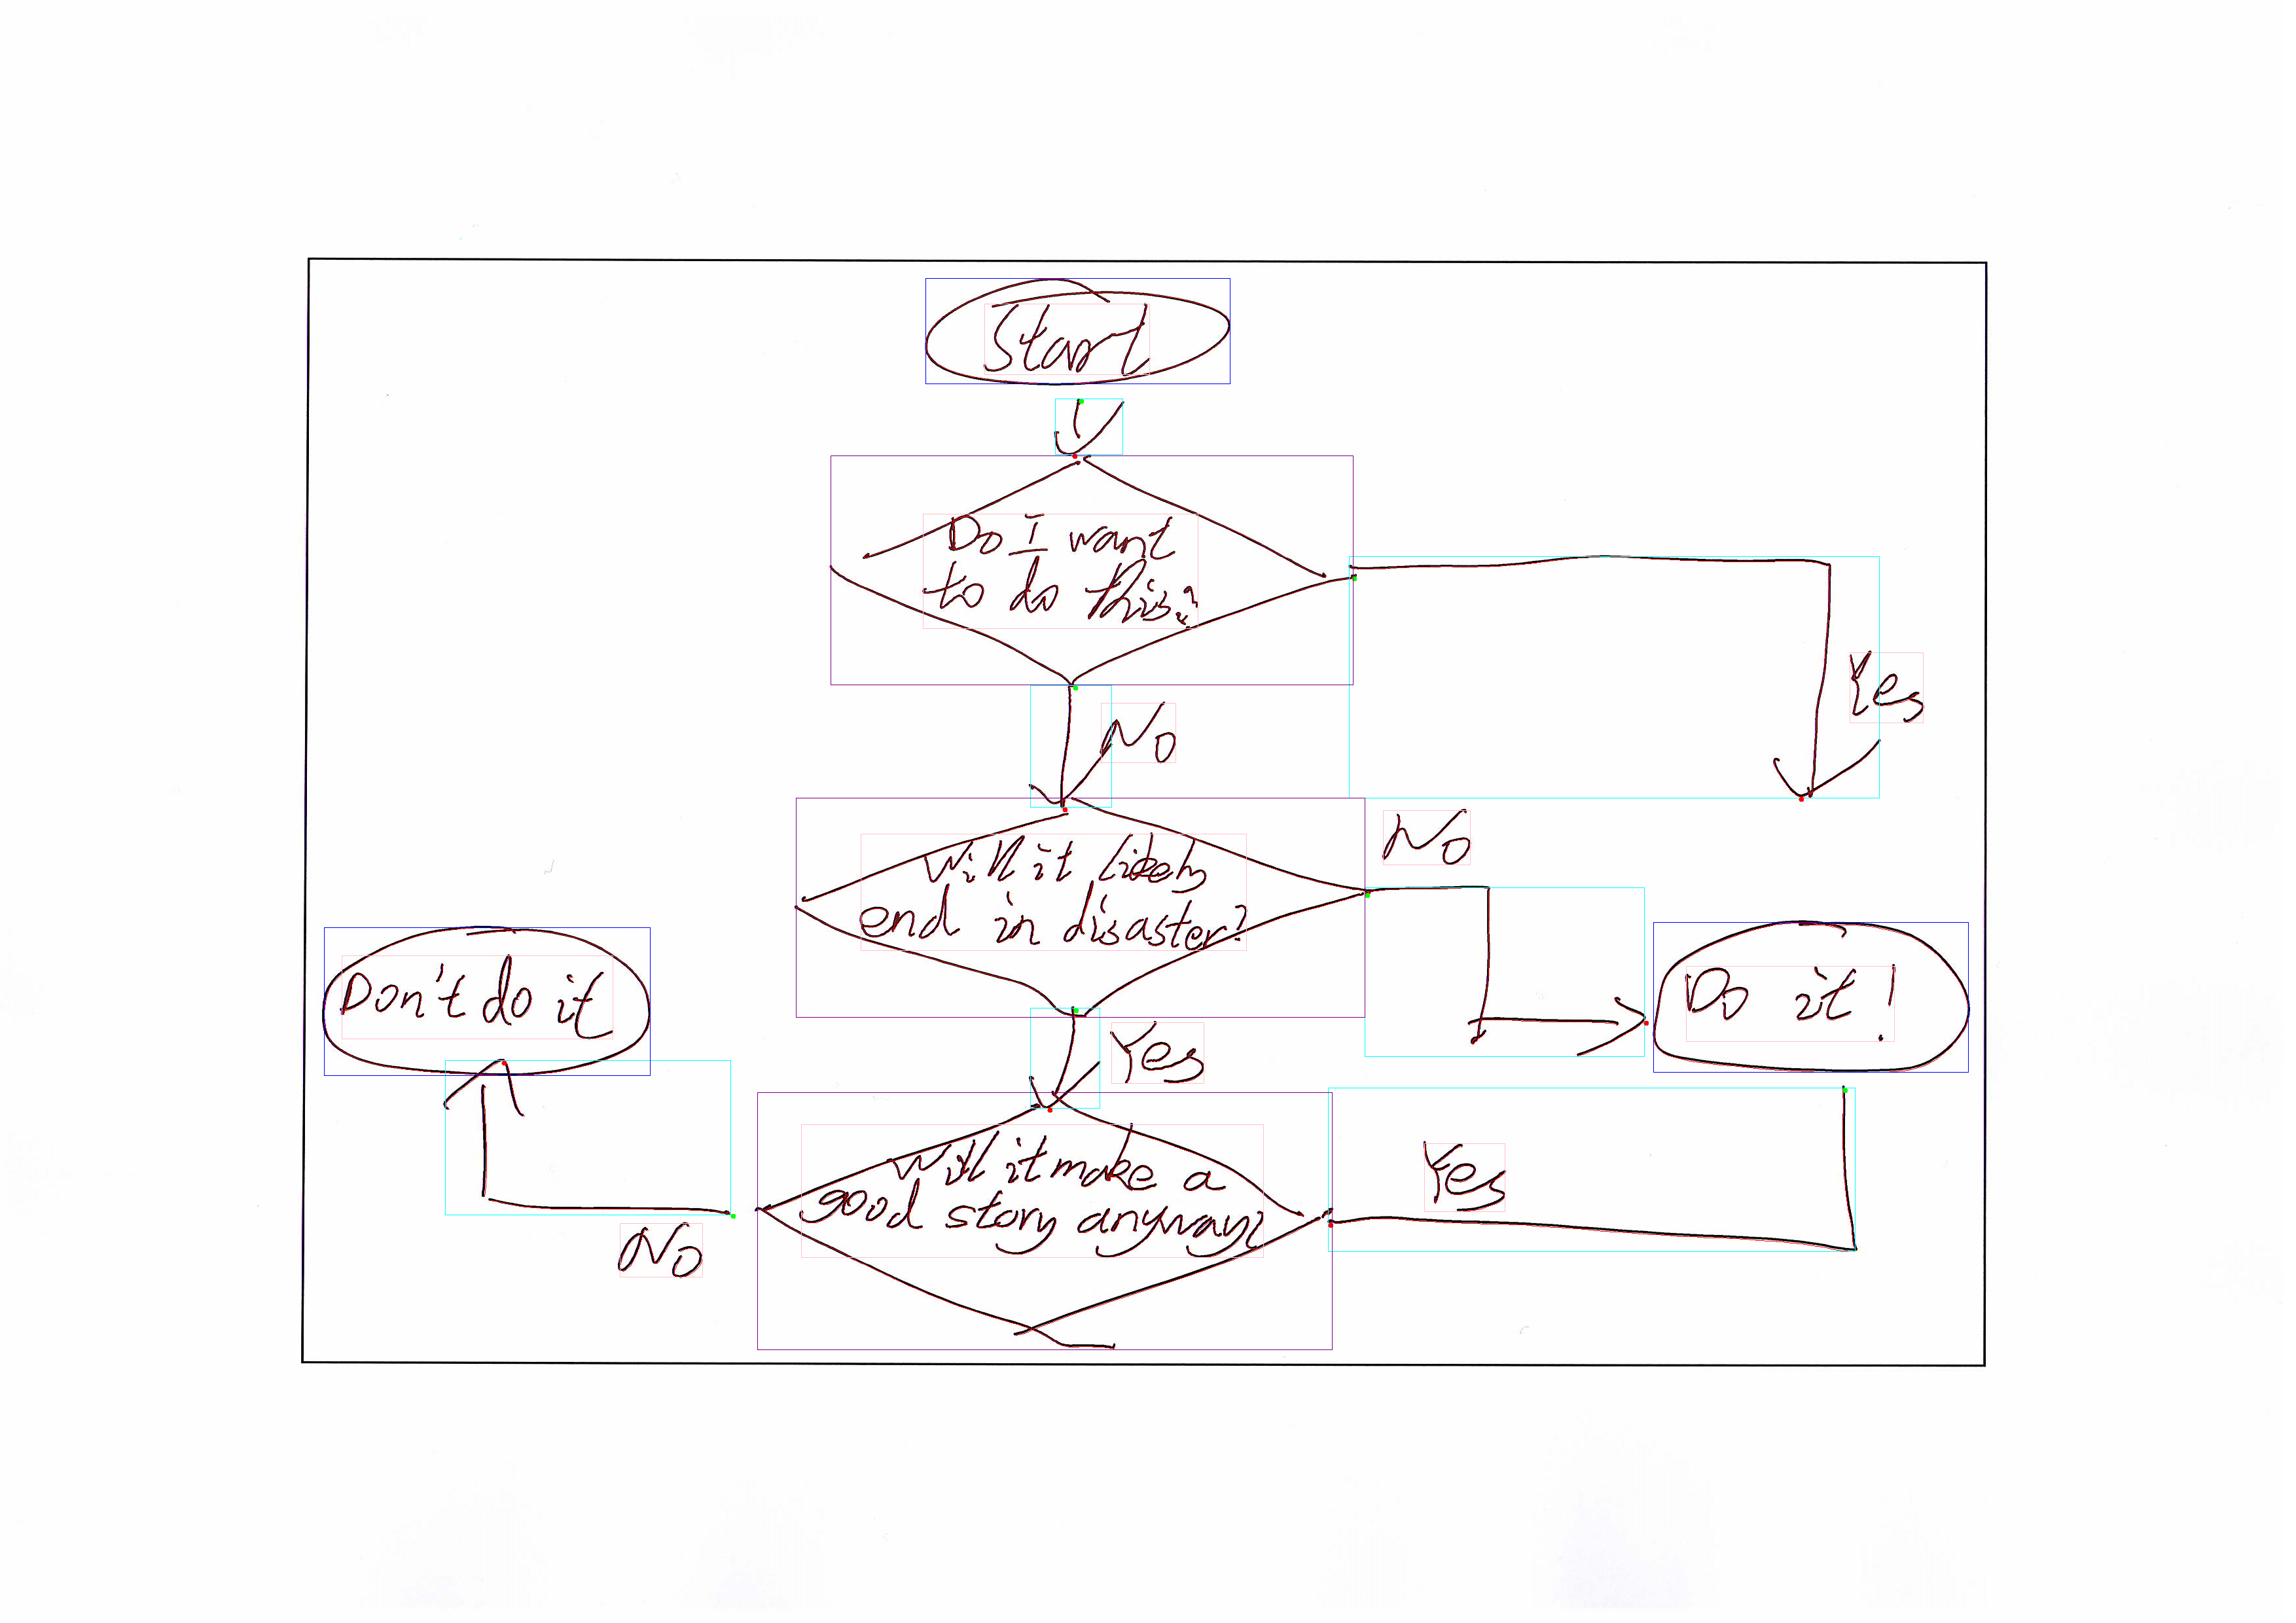 Start
Do I want
to do this?
Yes
No
Will it likely
end in disaster?
No
Don't do it
Do it!
Yes
Will it make a
good story anyway?
Yes
No